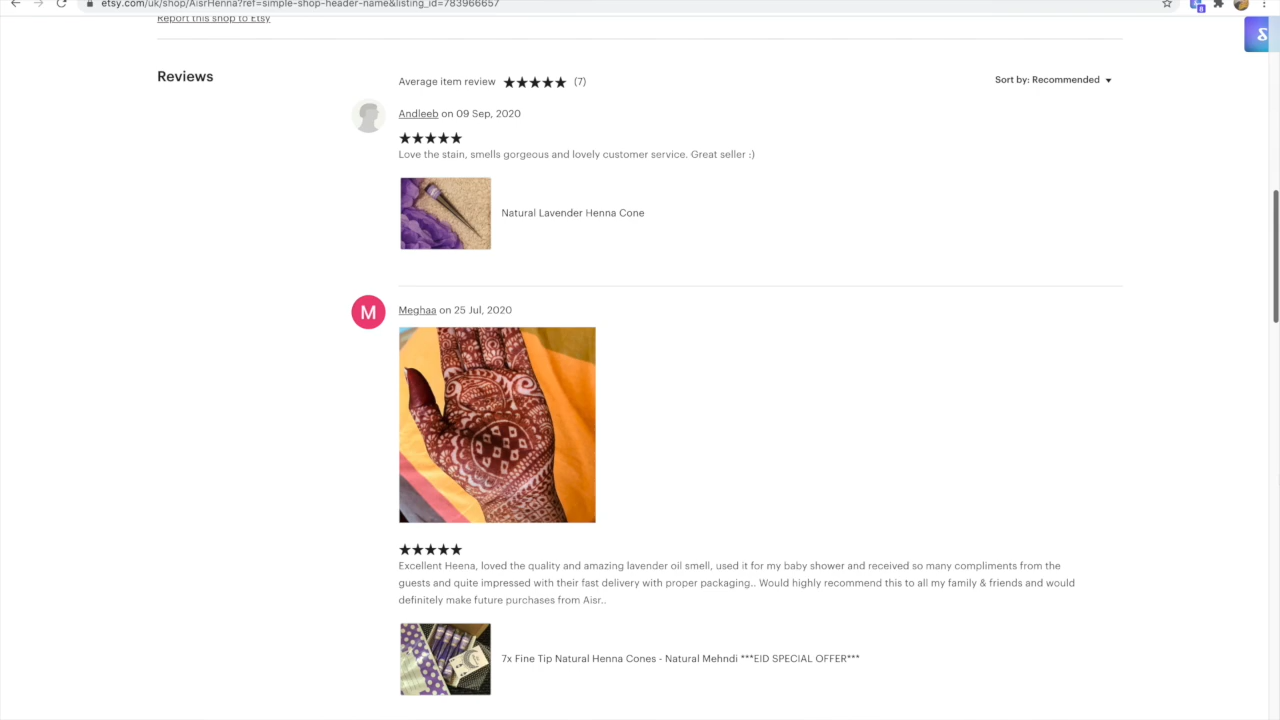 etsy.com/uk/shop/AisrHenna?ref=simple-shop-header-name&listing_id=783966657
Report this shop to Etsy
Reviews
Average item review ★★★★★ (7)
Sort by: Recommended
Andleeb on 09 Sep, 2020
★★★★★
Love the stain, smells gorgeous and lovely customer service. Great seller :)
Natural Lavender Henna Cone
M
Meghaa on 25 Jul, 2020
★★★★★
Excellent Heena, loved the quality and amazing lavender oil smell, used it for my baby shower and received so many compliments from the
guests and quite impressed with their fast delivery with proper packaging.. Would highly recommend this to all my family & friends and would
definitely make future purchases from Aisr..
7x Fine Tip Natural Henna Cones - Natural Mehndi ***EID SPECIAL OFFER***